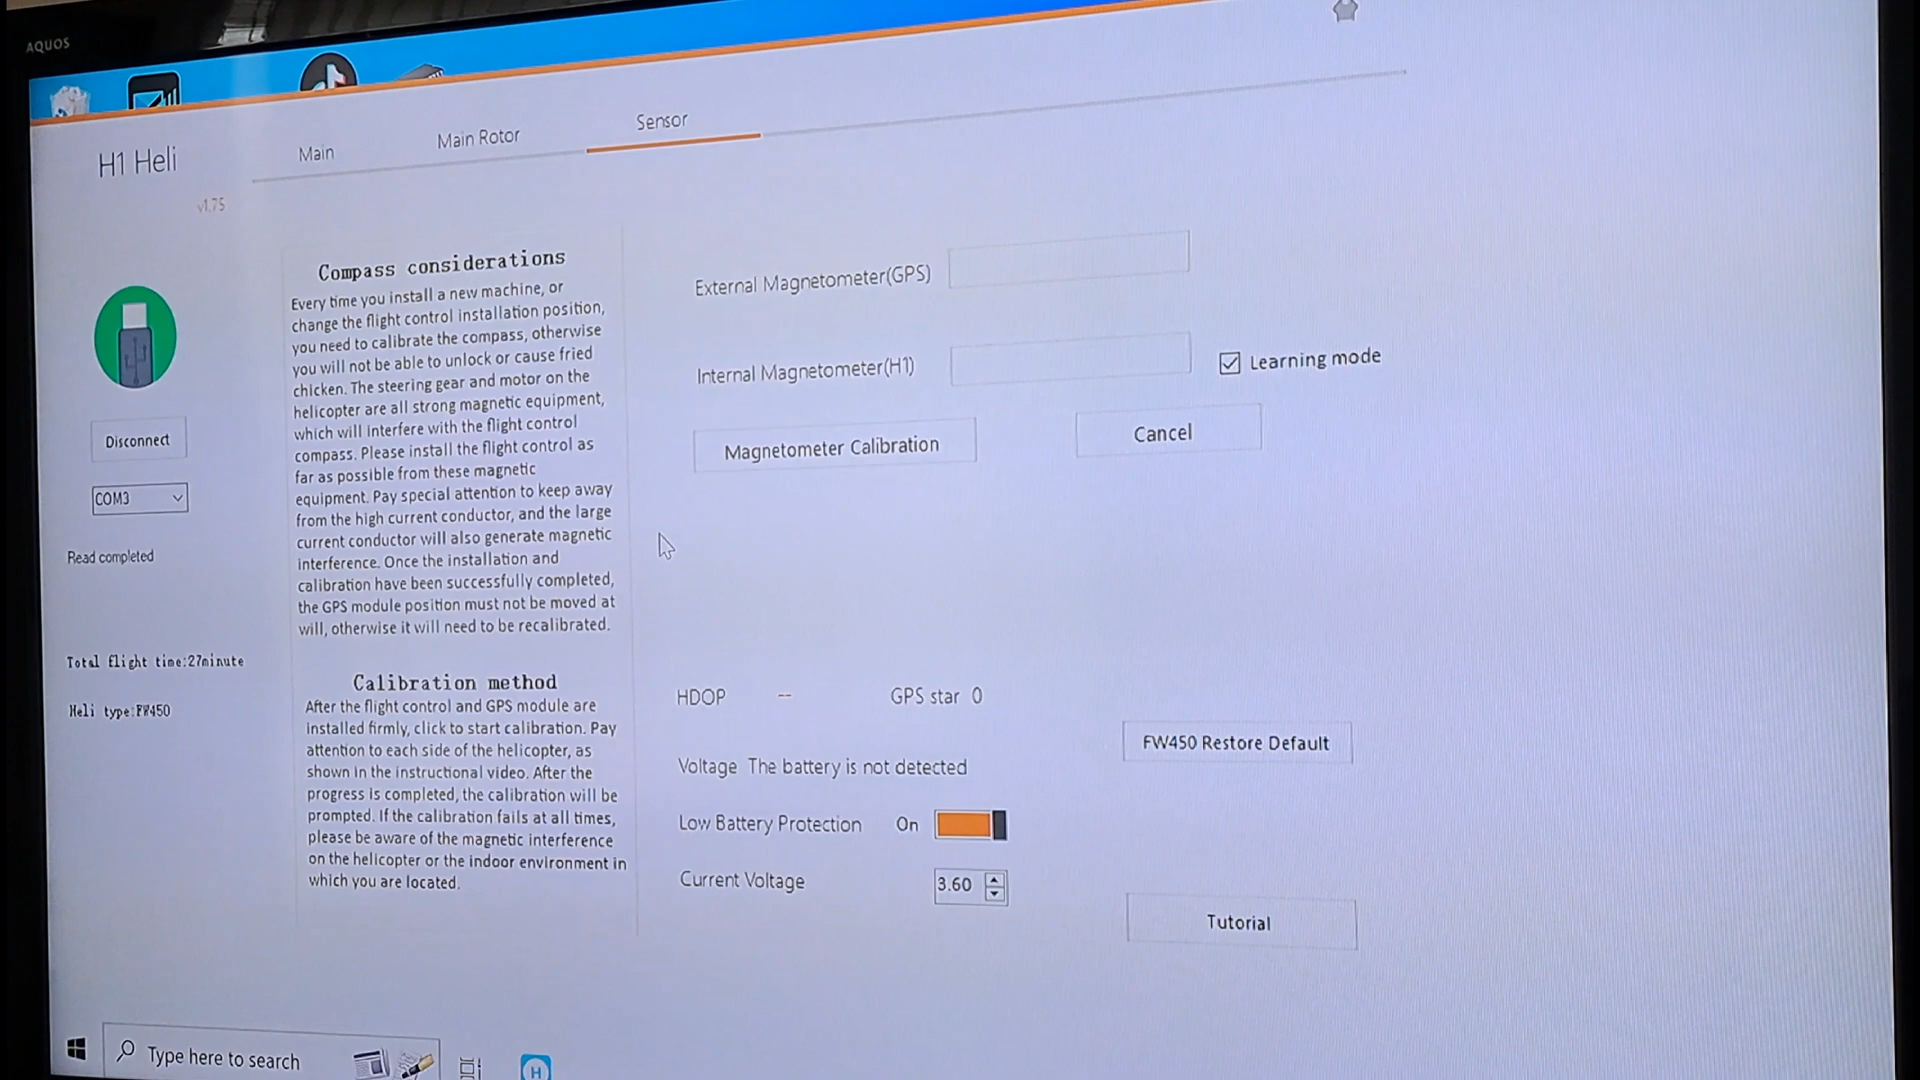 AQUOS
H1 Heli
v1.75
Main
Main Rotor
Sensor
Disconnect
COM3
Read completed
Total flight time:27minute
Heli type:FW450
Compass considerations
Every time you install a new machine, or
change the flight control installation position,
you need to calibrate the compass, otherwise
you will not be able to unlock or cause fried
chicken. The steering gear and motor on the
helicopter are all strong magnetic equipment,
which will interfere with the flight control
compass. Please install the flight control as
far as possible from these magnetic
equipment. Pay special attention to keep away
from the high current conductor, and the large
current conductor will also generate magnetic
interference. Once the installation and
calibration have been successfully completed,
the GPS module position must not be moved at
will, otherwise it will need to be recalibrated.
Calibration method
After the flight control and GPS module are
installed firmly, click to start calibration. Pay
attention to each side of the helicopter, as
shown in the instructional video. After the
progress is completed, the calibration will be
prompted. If the calibration fails at all times,
please be aware of the magnetic interference
on the helicopter or the indoor environment in
which you are located.
External Magnetometer(GPS)
Internal Magnetometer(H1)
Learning mode
Magnetometer Calibration
Cancel
HDOP -- GPS star 0
Voltage The battery is not detected
Low Battery Protection On
Current Voltage 3.60
FW450 Restore Default
Tutorial
Type here to search
H